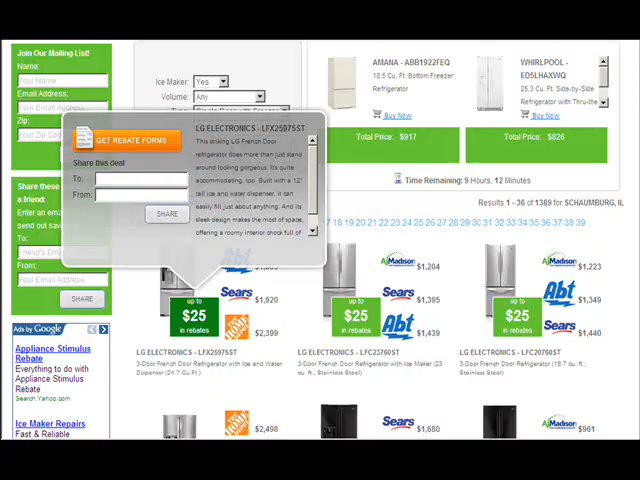 Join Our Mailing List!
Name:
Your Name
Email Address:
Your Email Address
Zip:
Your Zip Co
Share these
a friend:
Enter an ema
send out sav
To:
Friend's Ema
From:
Your Email Address
SHARE
Ads by Google
Appliance Stimulus
Rebate
Everything to do with
Appliance Stimulus
Rebate
Search.Yahoo.com
Ice Maker Repairs
Fast & Reliable
Ice Maker:
Yes
Volume:
Any
GET REBATE FORMS
Share this deal
To:
From:
SHARE
LG ELECTRONICS - LFX25975ST
This striking LG French Door
refrigerator does more than just stand
around looking gorgeous. It's quite
accommodating, too. Built with a 12"
tall ice and water dispenser, it can
easily fill just about anything. And its
sleek design makes the most of space,
offering a roomy interior chock full of
AMANA - ABB1922FEQ
18.5 Cu. Ft. Bottom Freezer
Refrigerator
Buy Now
Total Price: $917
WHIRLPOOL -
ED5LHAXWQ
25.3 Cu. Ft. Side-by-Side
Refrigerator with Thru-the
Buy Now
Total Price: $826
Time Remaining: 9 Hours, 12 Minutes
Results 1 - 36 of 1389 for SCHAUMBURG, IL
18 19 20 21 22 23 24 25 26 27 28 29 30 31 32 33 34 35 36 37 38 39
up to
$25
in rebates
Abt
Sears $1,920
THE HOME DEPOT $2,399
LG ELECTRONICS - LFX25975ST
3-Door French Door Refrigerator with Ice and Water
Dispenser (24.7 Cu.Ft.)
up to
$25
in rebates
AjMadison $1,204
Sears $1,395
Abt $1,439
LG ELECTRONICS - LFC23760ST
3-Door French Door Refrigerator with Ice Maker (23
cu. ft.; Stainless Steel)
up to
$25
in rebates
AjMadison $1,223
Abt $1,349
Sears $1,440
LG ELECTRONICS - LFC20760ST
3-Door French Door Refrigerator (19.7 cu. ft.;
Stainless Steel)
THE HOME DEPOT $2,498
Sears $1,680
AjMadison $961